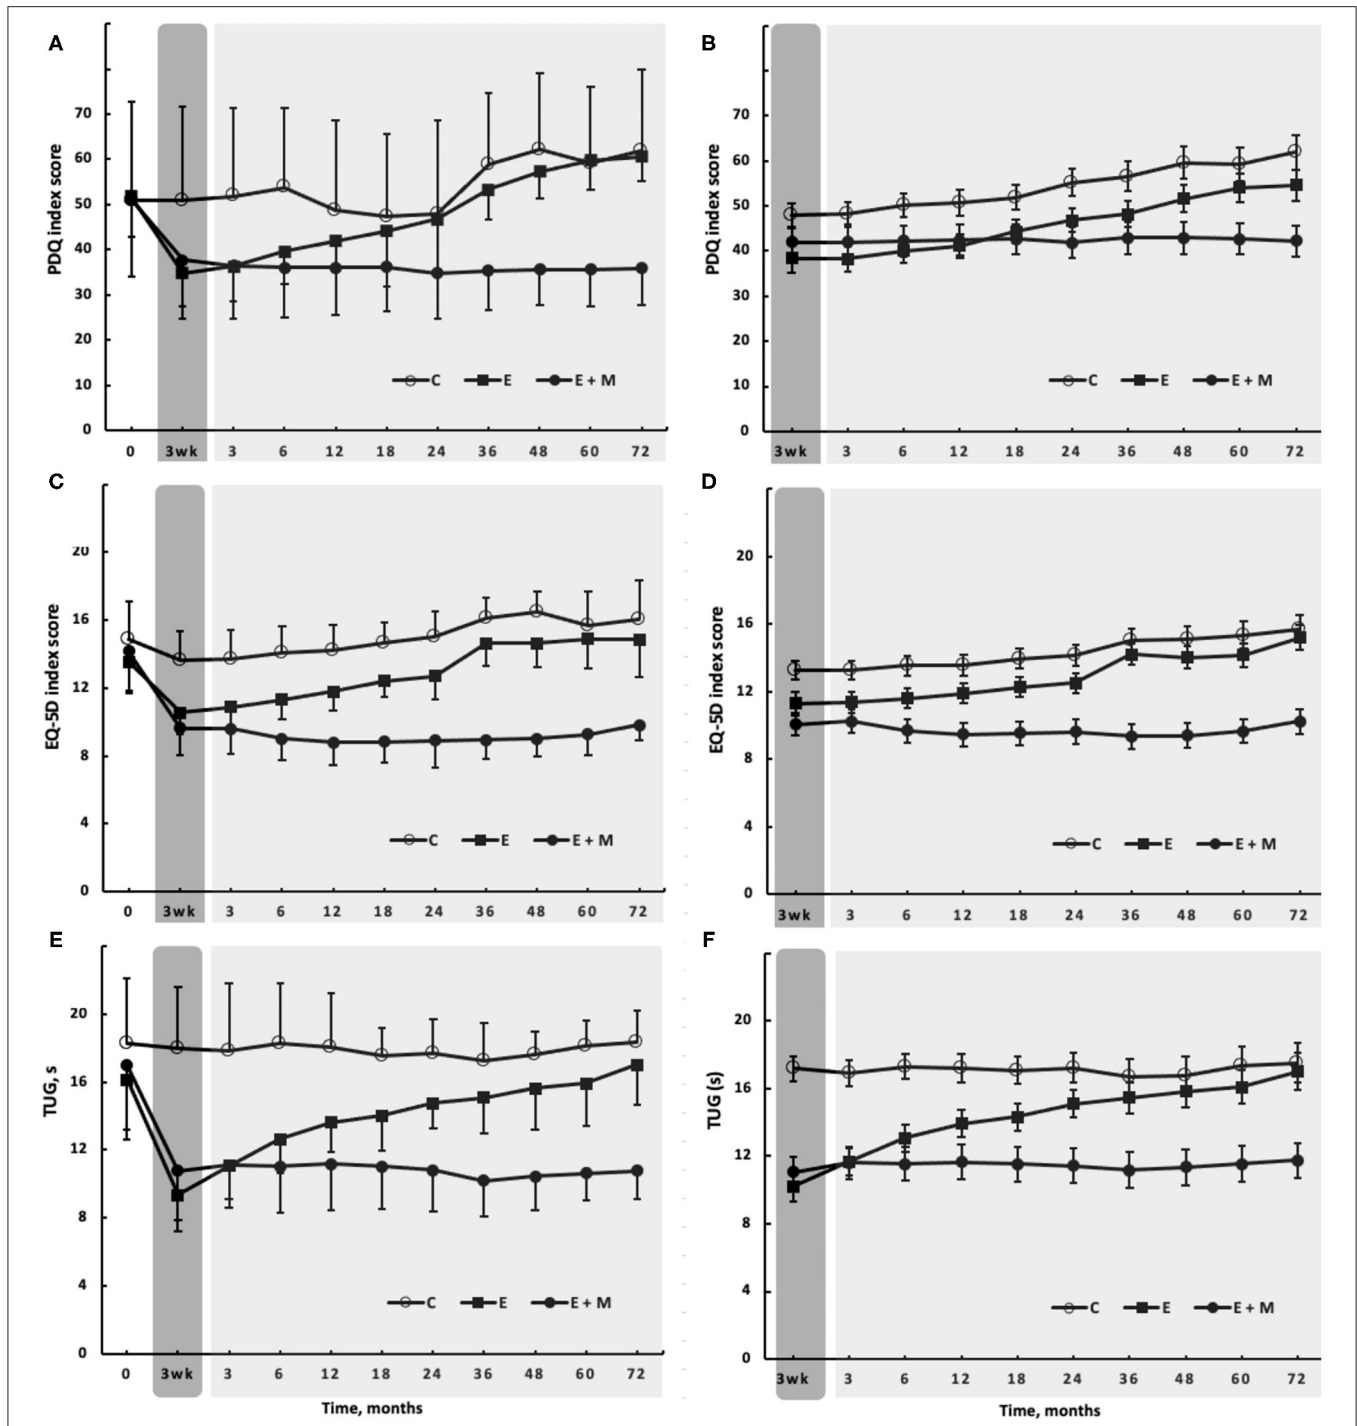 A
PDQ index score
70
60
50
40
30
20
10
0
C E E + M
0 3wk 3 6 12 18 24 36 48 60 72
B
PDQ index score
70
60
50
40
30
20
10
0
C E E + M
3wk 3 6 12 18 24 36 48 60 72
C
EQ-5D index score
20
16
12
8
4
0
C E E + M
0 3wk 3 6 12 18 24 36 48 60 72
D
EQ-5D index score
20
16
12
8
4
0
C E E + M
3wk 3 6 12 18 24 36 48 60 72
E
TUG, s
20
16
12
8
4
0
C E E + M
0 3wk 3 6 12 18 24 36 48 60 72
Time, months
F
TUG (s)
20
16
12
8
4
0
C E E + M
3wk 3 6 12 18 24 36 48 60 72
Time, months